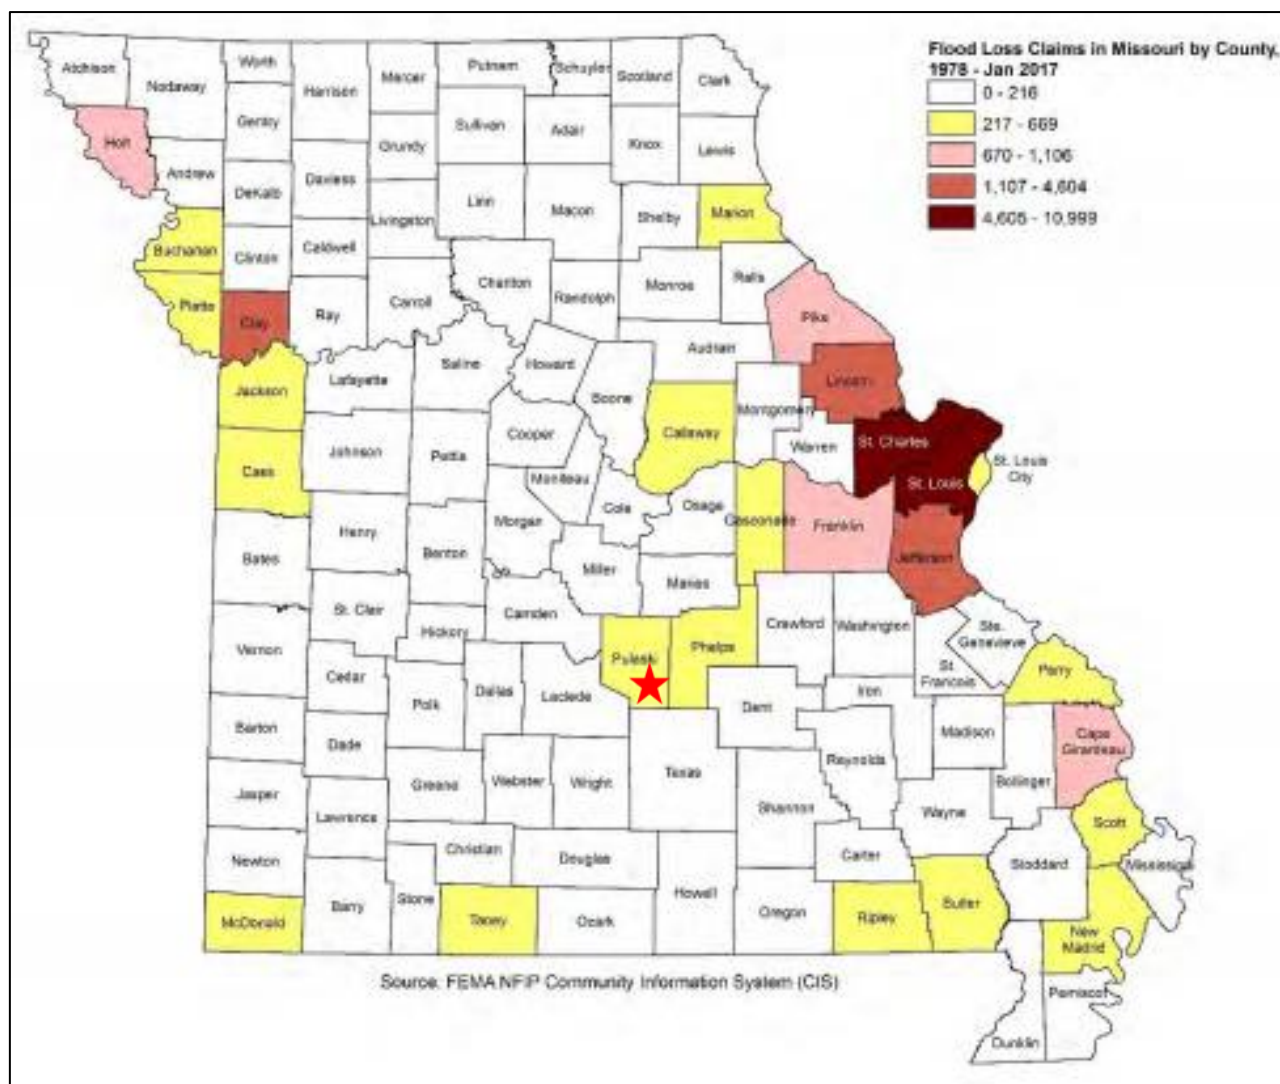 Flood Loss Claims in Missouri by County,
1978 - Jan 2017
0 - 216
217 - 669
670 - 1,106
1,107 - 4,604
4,605 - 10,999
Atchison
Nodaway
Worth
Harrison
Mercer
Putnam
Schuyler
Scotland
Clark
Gentry
Sullivan
Adair
Knox
Lewis
Holt
Andrew
DeKalb
Daviess
Grundy
Livingston
Linn
Macon
Shelby
Marion
Buchanan
Clinton
Caldwell
Chariton
Randolph
Monroe
Ralls
Platte
Clay
Ray
Carroll
Pike
Audrain
Jackson
Lafayette
Saline
Howard
Boone
Callaway
Montgomery
Lincoln
Warren
St. Charles
St. Louis
St. Louis
City
Cass
Johnson
Pettis
Cooper
Moniteau
Cole
Osage
Gasconade
Franklin
Jefferson
Bates
Henry
Benton
Morgan
Miller
Maries
St. Clair
Hickory
Camden
Pulaski
Phelps
Crawford
Washington
Ste.
Genevieve
St.
Francois
Perry
Vernon
Cedar
Polk
Dallas
Laclede
Dent
Iron
Madison
Cape
Girardeau
Barton
Dade
Greene
Webster
Wright
Texas
Reynolds
Bollinger
Jasper
Lawrence
Shannon
Wayne
Scott
Newton
Christian
Douglas
Carter
Stoddard
Mississippi
McDonald
Barry
Stone
Taney
Ozark
Howell
Oregon
Ripley
Butler
New
Madrid
Pemiscot
Dunklin
Source: FEMA NFIP Community Information System (CIS)